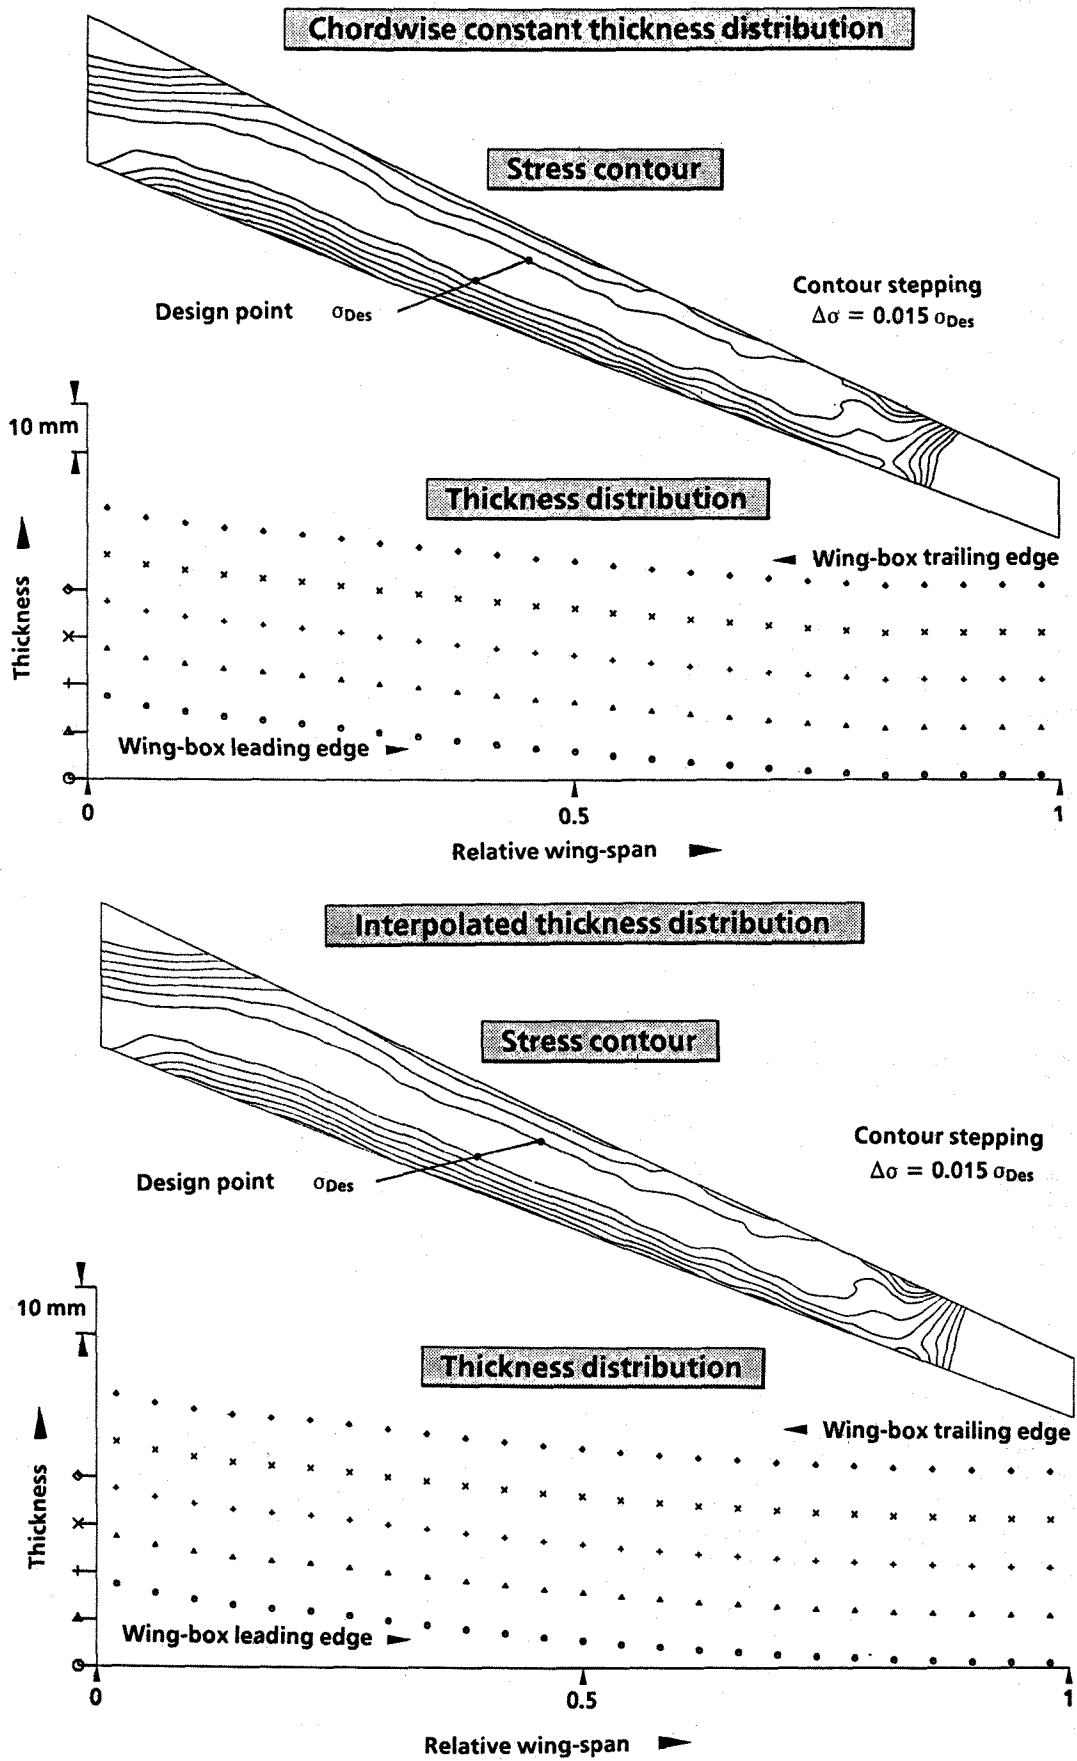 Chordwise constant thickness distribution
Stress contour
Contour stepping
Δσ = 0.015 σDes
Design point σDes
10 mm
Thickness distribution
Wing-box trailing edge
Thickness
Wing-box leading edge
0 0.5 1
Relative wing-span
Interpolated thickness distribution
Stress contour
Contour stepping
Δσ = 0.015 σDes
Design point σDes
10 mm
Thickness distribution
Wing-box trailing edge
Thickness
Wing-box leading edge
0 0.5 1
Relative wing-span